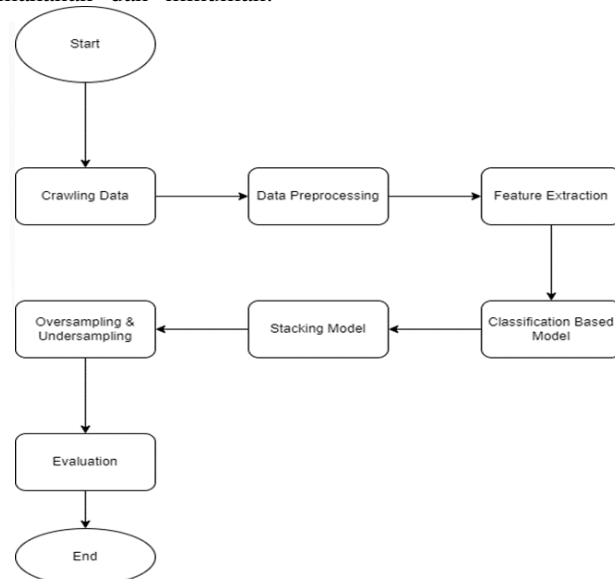 Start
Crawling Data
Data Preprocessing
Feature Extraction
Classification Based
Model
Stacking Model
Oversampling &
Undersampling
Evaluation
End